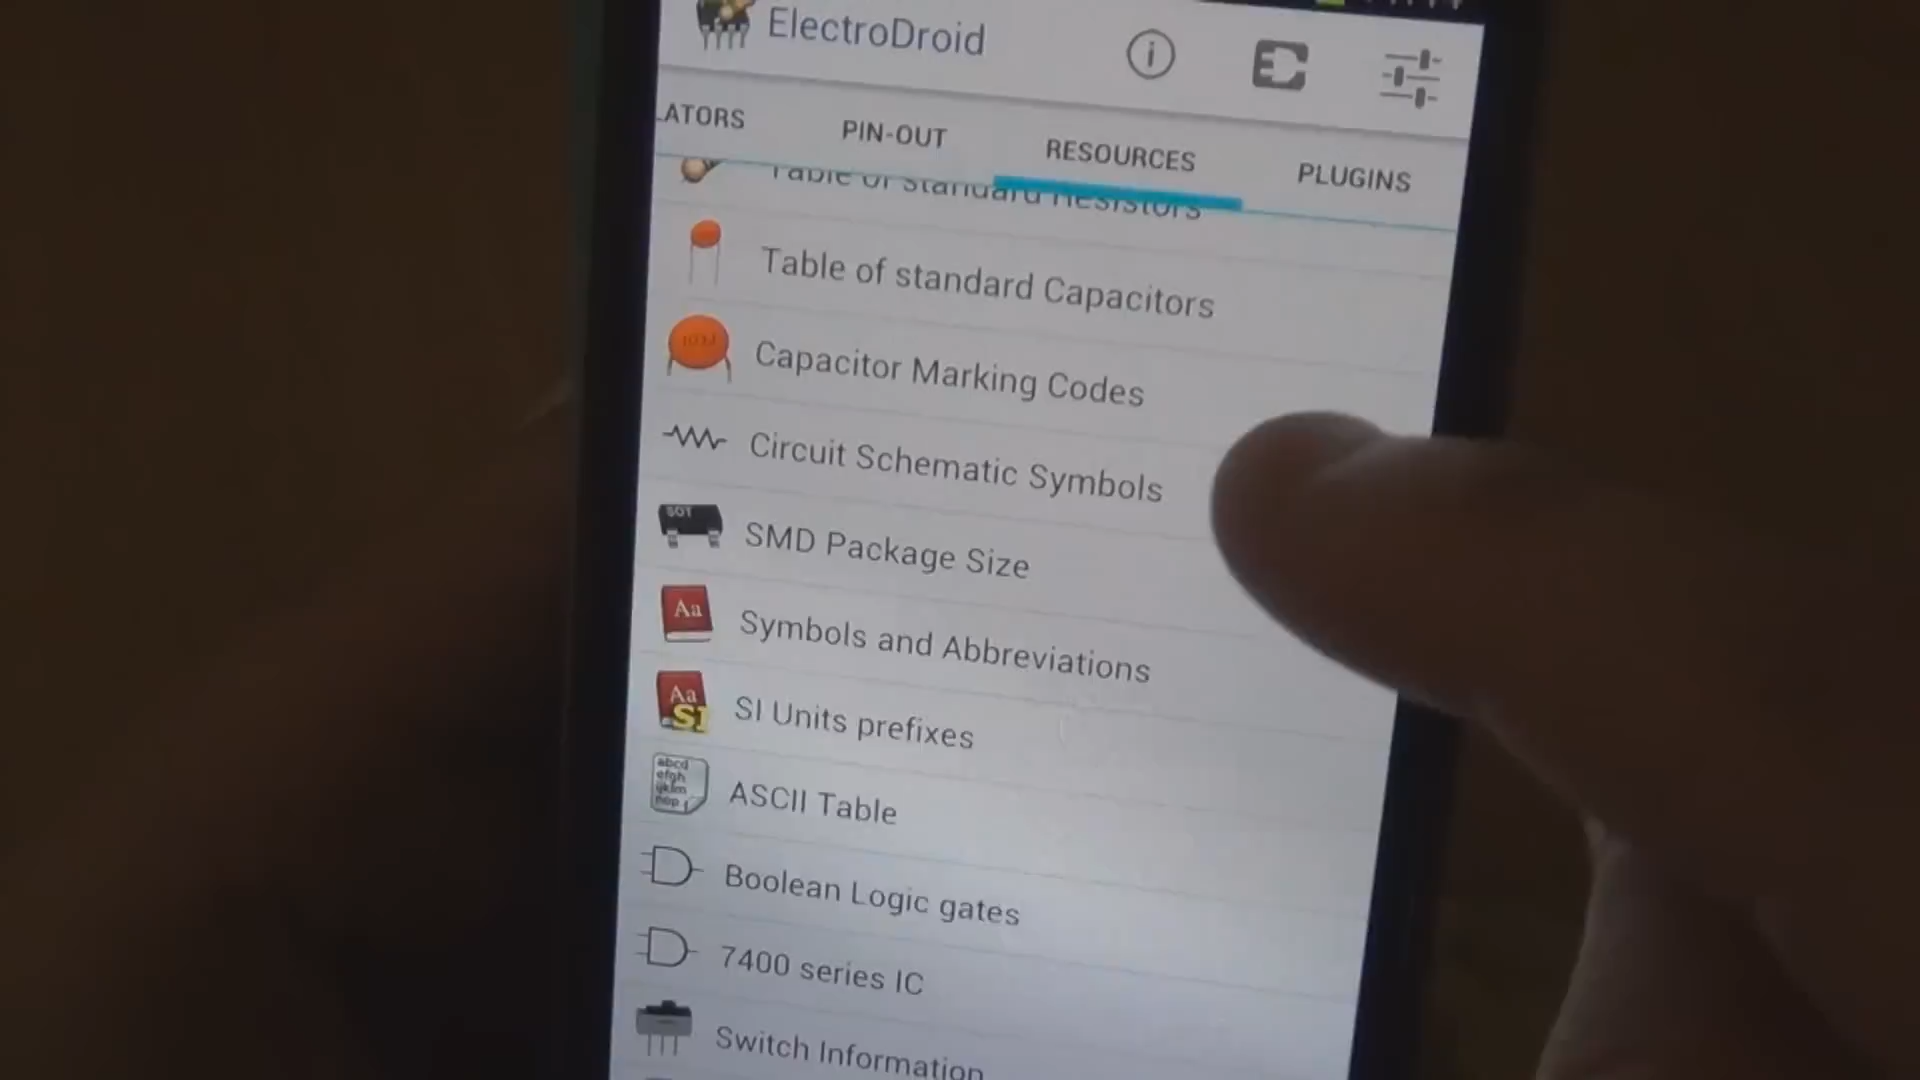 ElectroDroid
LATORS PIN-OUT RESOURCES PLUGINS
Table of standard Resistors
Table of standard Capacitors
Capacitor Marking Codes
Circuit Schematic Symbols
SOT
SMD Package Size
Aa
Symbols and Abbreviations
Aa
SI
SI Units prefixes
abcd
efgh
ijklm
nop
ASCII Table
Boolean Logic gates
7400 series IC
Switch Information